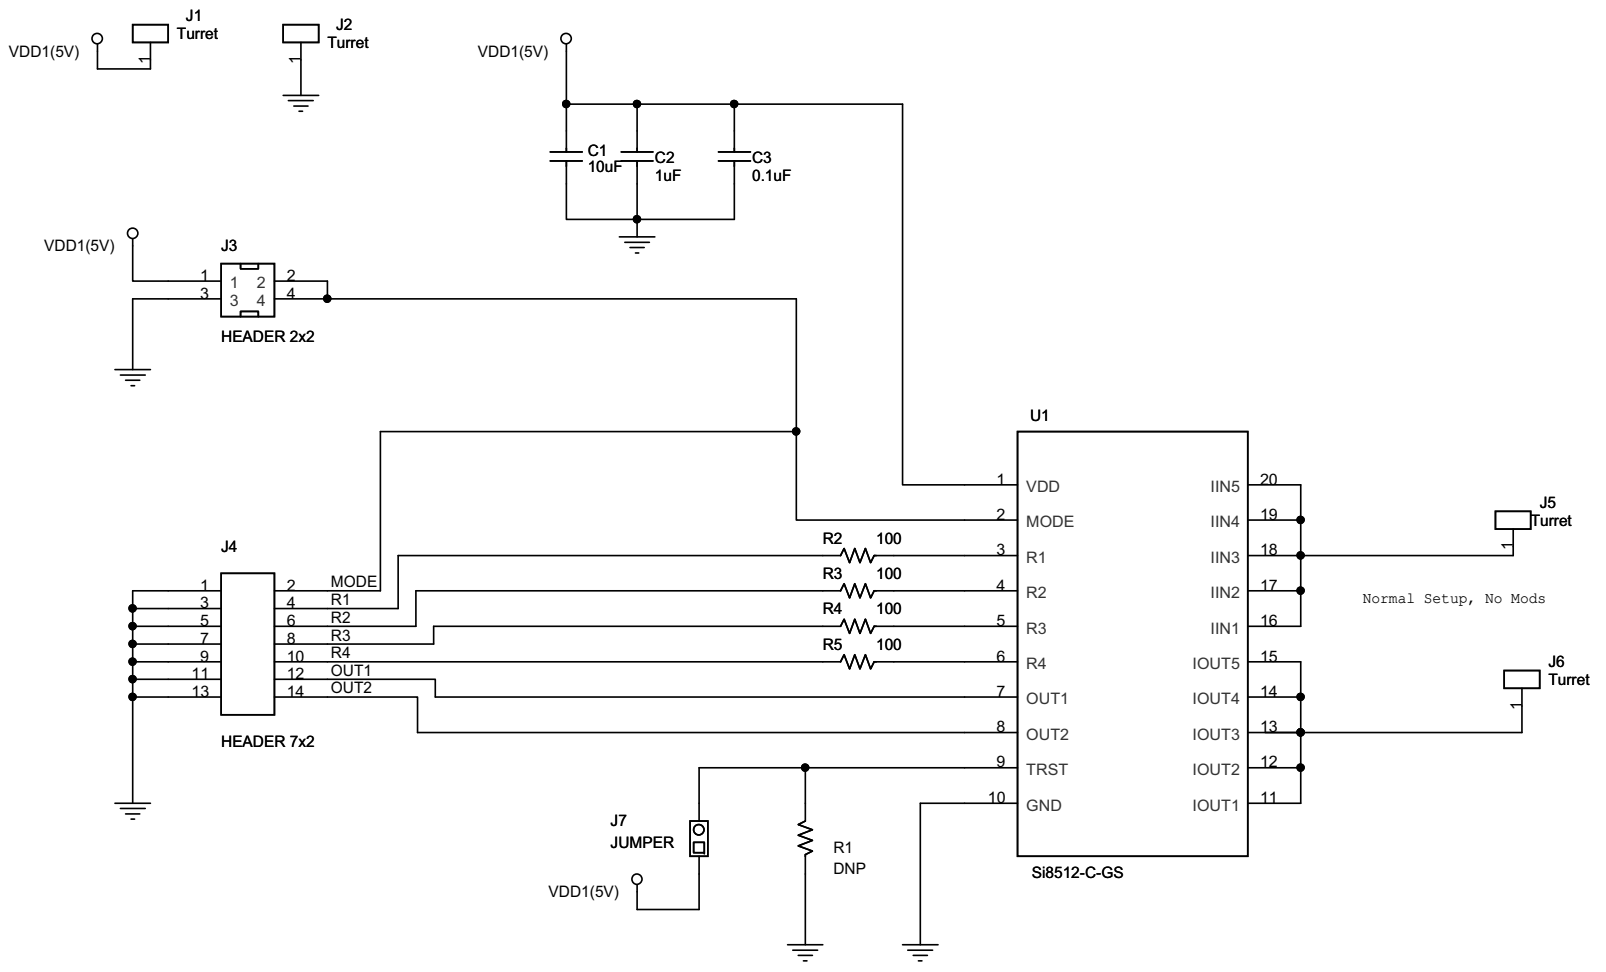 J1
Turret
VDD1(5V)
1
J2
Turret
1
VDD1(5V)
C1
10uF
C2
1uF
C3
0.1uF
VDD1(5V)
J3
1 1 2 2
3 3 4 4
HEADER 2x2
U1
1 VDD IIN5 20
2 MODE IIN4 19
R2 100 3 R1 IIN3 18
R3 100 4 R2 IIN2 17
R4 100 5 R3 IIN1 16
R5 100 6 R4 IOUT5 15
7 OUT1 IOUT4 14
8 OUT2 IOUT3 13
9 TRST IOUT2 12
10 GND IOUT1 11
Si8512-C-GS
J5
Turret
1
Normal Setup, No Mods
J6
Turret
1
J4
1 2 MODE
3 4 R1
5 6 R2
7 8 R3
9 10 R4
11 12 OUT1
13 14 OUT2
HEADER 7x2
J7
JUMPER
VDD1(5V)
R1
DNP